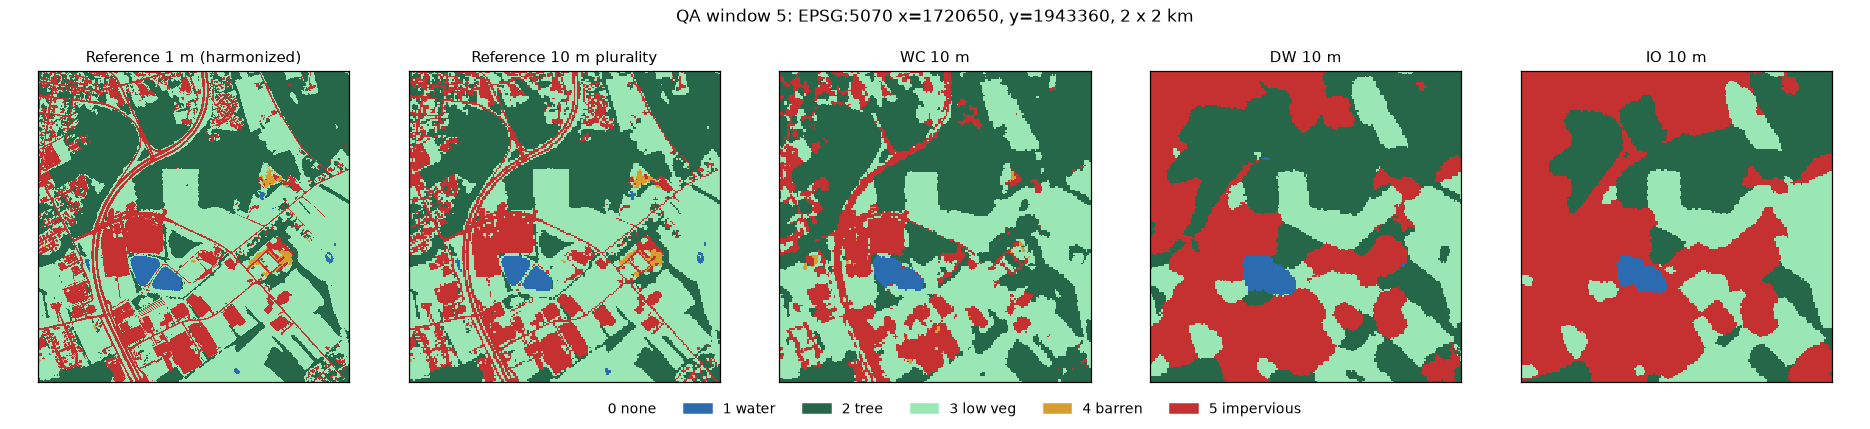 QA window 5: EPSG:5070 x=1720650, y=1943360, 2 x 2 km
Reference 1 m (harmonized)
Reference 10 m plurality
WC 10 m
DW 10 m
IO 10 m
0 none
1 water
2 tree
3 low veg
4 barren
5 impervious